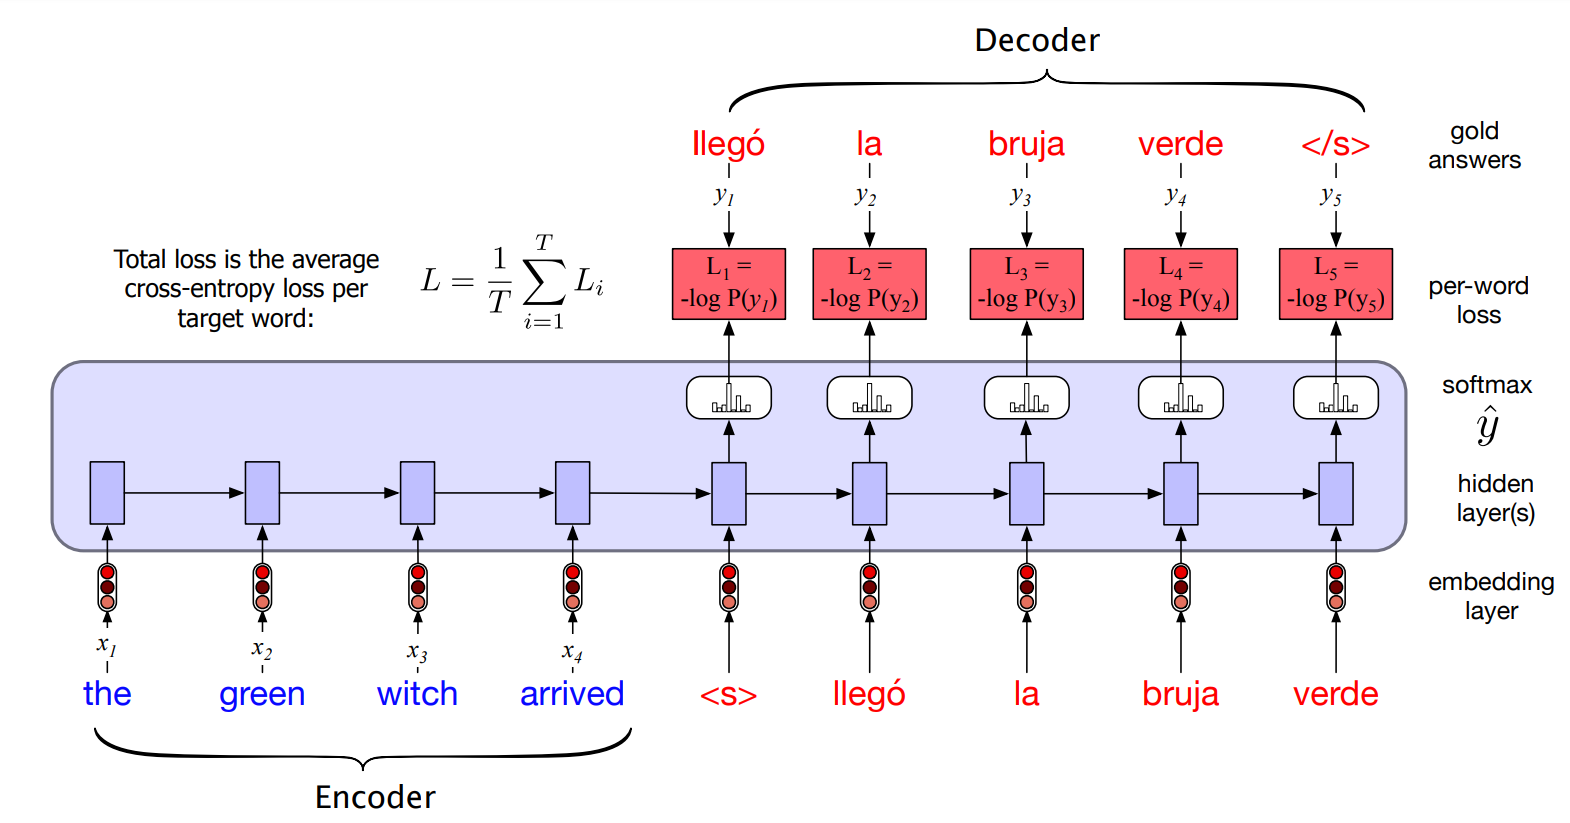 Decoder
llegó la bruja verde </s>
gold
answers
y1 y2 y3 y4 y5
Total loss is the average
cross-entropy loss per
target word:
L = 1/T ∑ i=1 T Li
L1 = L2 = L3 = L4 = L5 =
-log P(y1) -log P(y2) -log P(y3) -log P(y4) -log P(y5)
per-word
loss
softmax
ŷ
hidden
layer(s)
embedding
layer
x1 x2 x3 x4
the green witch arrived <s> llegó la bruja verde
Encoder